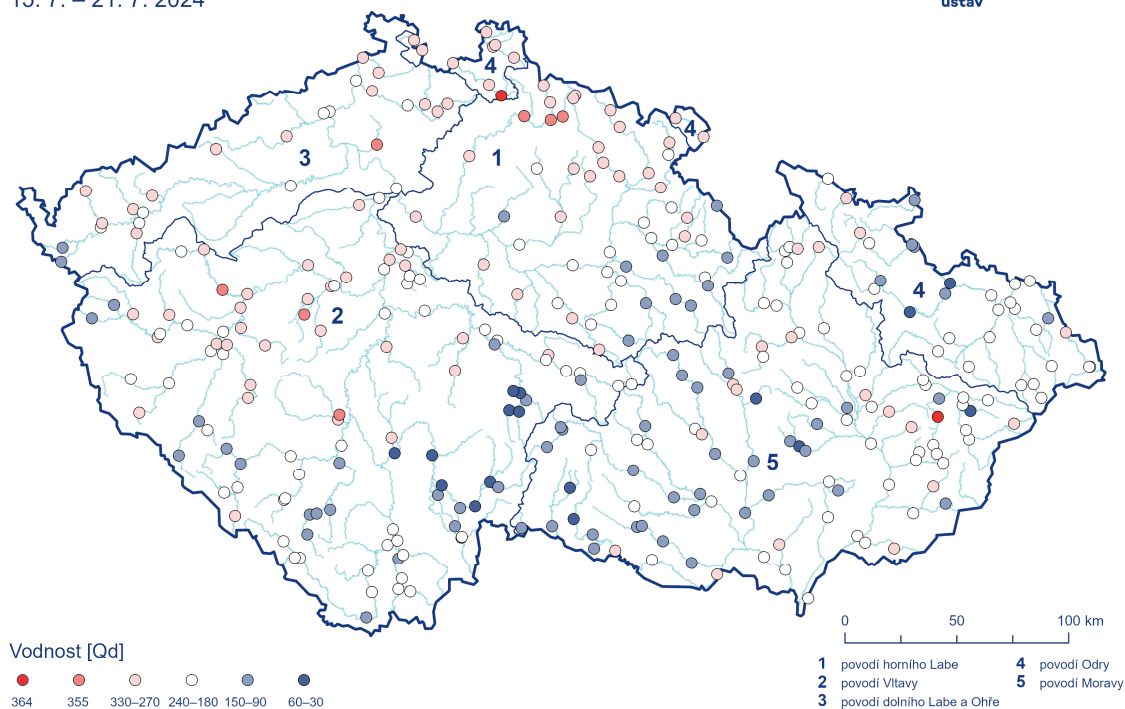 15. 7. – 21. 7. 2024
ústav
4
4
3
1
2
4
5
0 50 100 km
Vodnost [Qd]
364 355 330–270 240–180 150–90 60–30
1 povodí horního Labe
2 povodí Vltavy
3 povodí dolního Labe a Ohře
4 povodí Odry
5 povodí Moravy